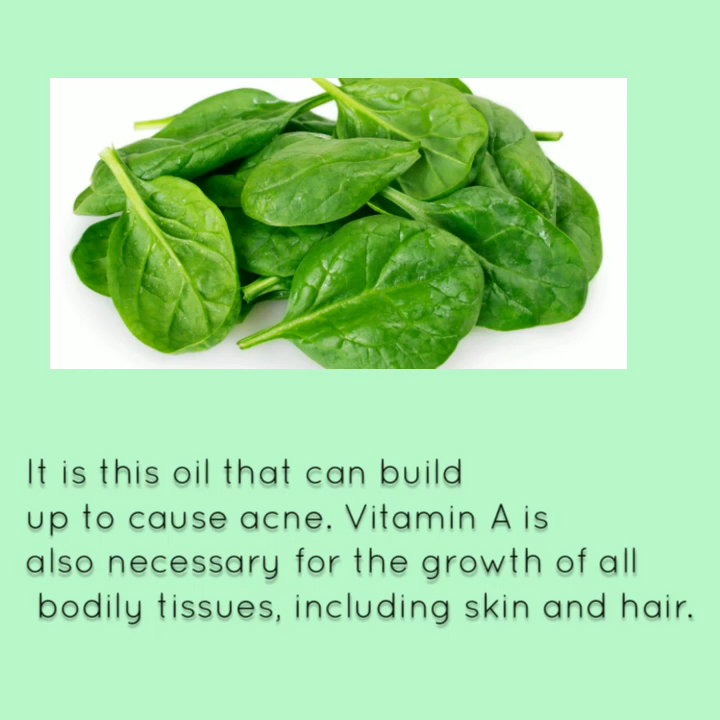 It is this oil that can build
up to cause acne. Vitamin A is
also necessary for the growth of all
bodily tissues, including skin and hair.